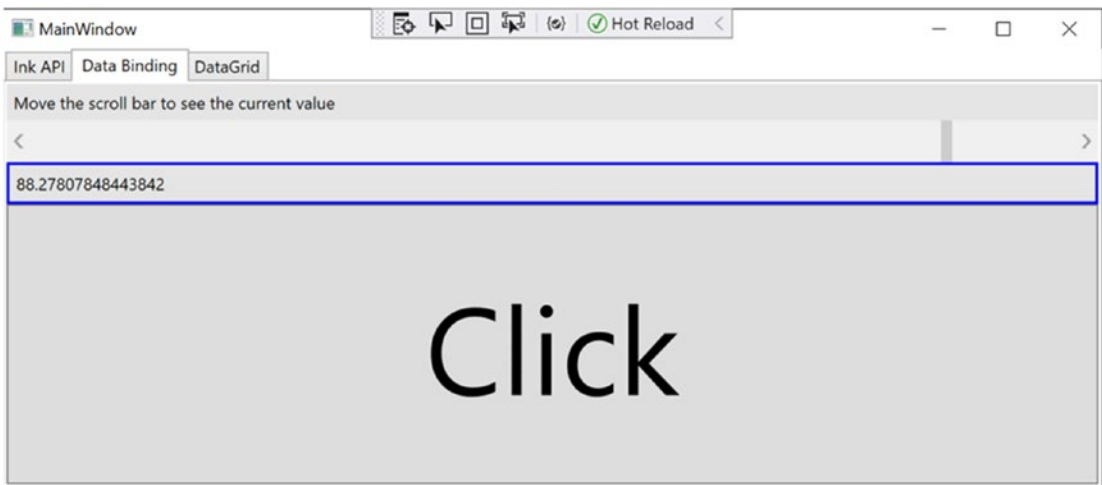 MainWindow
Hot Reload
Ink API Data Binding DataGrid
Move the scroll bar to see the current value
88.27807848443842
Click